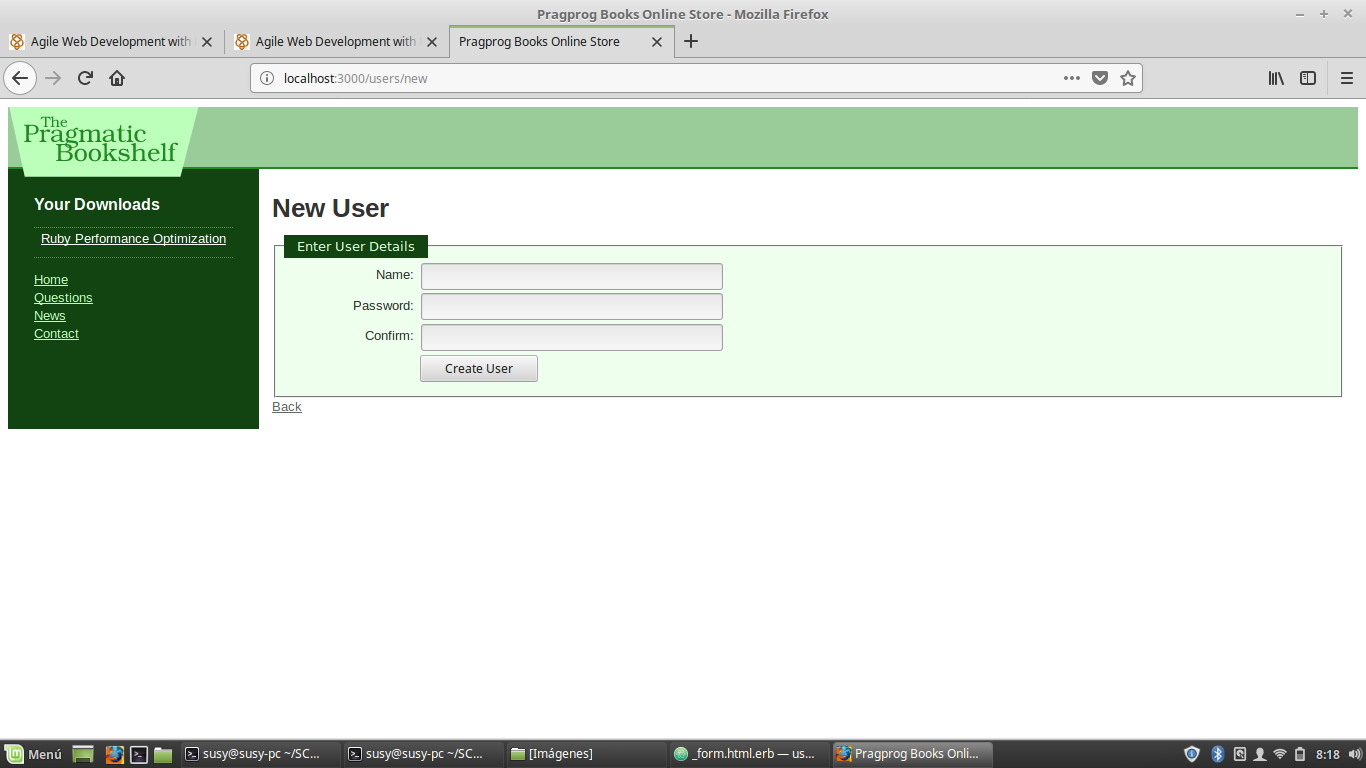 Pragprog Books Online Store - Mozilla Firefox
Agile Web Development with
Agile Web Development with
Pragprog Books Online Store
localhost:3000/users/new
The
Pragmatic
Bookshelf
Your Downloads
Ruby Performance Optimization
Home
Questions
News
Contact
New User
Enter User Details
Name:
Password:
Confirm:
Create User
Back
Menú
susy@susy-pc ~/SC...
susy@susy-pc ~/SC...
[Imágenes]
_form.html.erb — us...
Pragprog Books Onli...
8:18